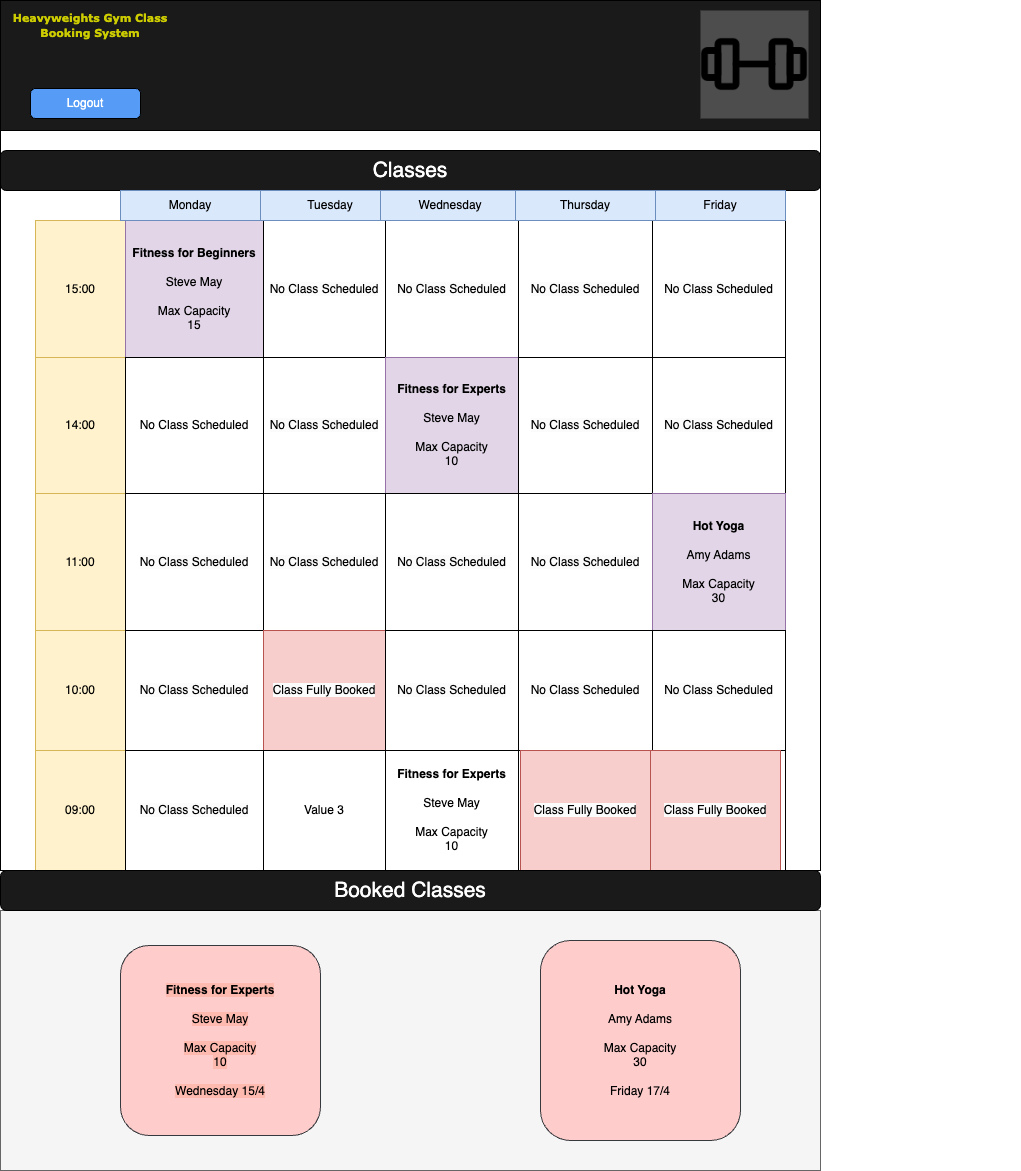 Heavyweights Gym Class
Booking System
Logout
Classes
Monday Tuesday Wednesday Thursday Friday
15:00
Fitness for Beginners
Steve May
Max Capacity
15
No Class Scheduled
No Class Scheduled
No Class Scheduled
No Class Scheduled
14:00
No Class Scheduled
No Class Scheduled
Fitness for Experts
Steve May
Max Capacity
10
No Class Scheduled
No Class Scheduled
11:00
No Class Scheduled
No Class Scheduled
No Class Scheduled
No Class Scheduled
Hot Yoga
Amy Adams
Max Capacity
30
10:00
No Class Scheduled
Class Fully Booked
No Class Scheduled
No Class Scheduled
No Class Scheduled
09:00
No Class Scheduled
Value 3
Fitness for Experts
Steve May
Max Capacity
10
Class Fully Booked
Class Fully Booked
Booked Classes
Fitness for Experts
Steve May
Max Capacity
10
Wednesday 15/4
Hot Yoga
Amy Adams
Max Capacity
30
Friday 17/4